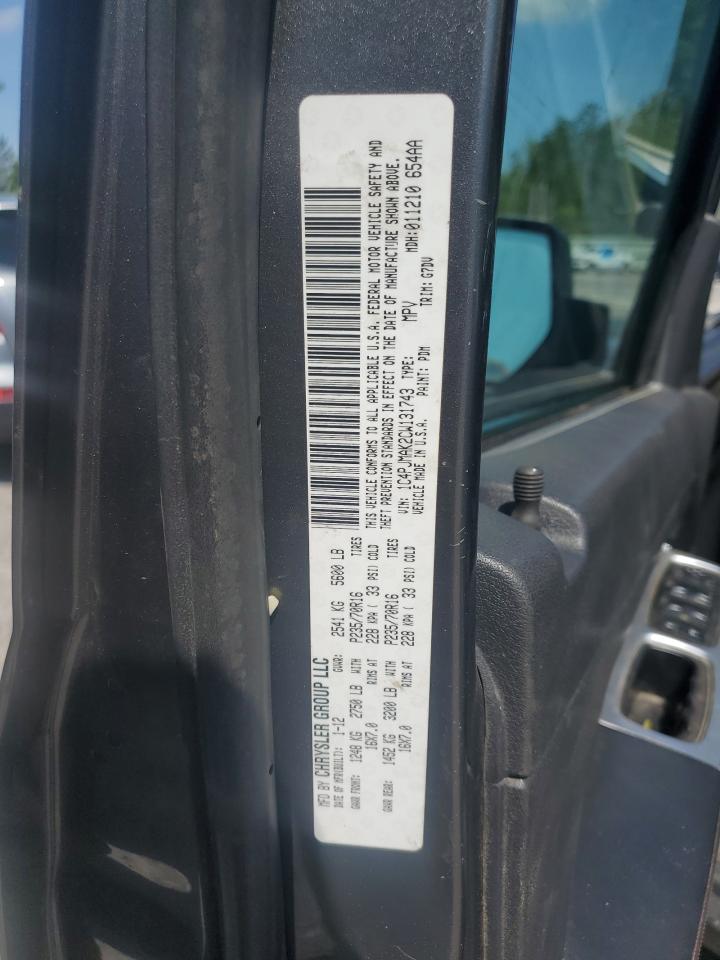 MFD BY CHRYSLER GROUP LLC
DATE OF MFR(BUILT): 1-12 GVWR: 2541 KG 5600 LB
GAWR FRONT: 1248 KG 2750 LB WITH P235/70R16 TIRES
16X7.0 RIMS AT 228 KPA ( 33 PSI) COLD
GAWR REAR: 1452 KG 3200 LB WITH P235/70R16 TIRES
16X7.0 RIMS AT 228 KPA ( 33 PSI) COLD
THIS VEHICLE CONFORMS TO ALL APPLICABLE U.S.A. FEDERAL MOTOR VEHICLE SAFETY AND
THEFT PREVENTION STANDARDS IN EFFECT ON THE DATE OF MANUFACTURE SHOWN ABOVE.
VIN: 1C4PJMAK2CW131743 TYPE: MPV MDH:011210 654AA
VEHICLE MADE IN U.S.A. PAINT: PDM TRIM: G7DV